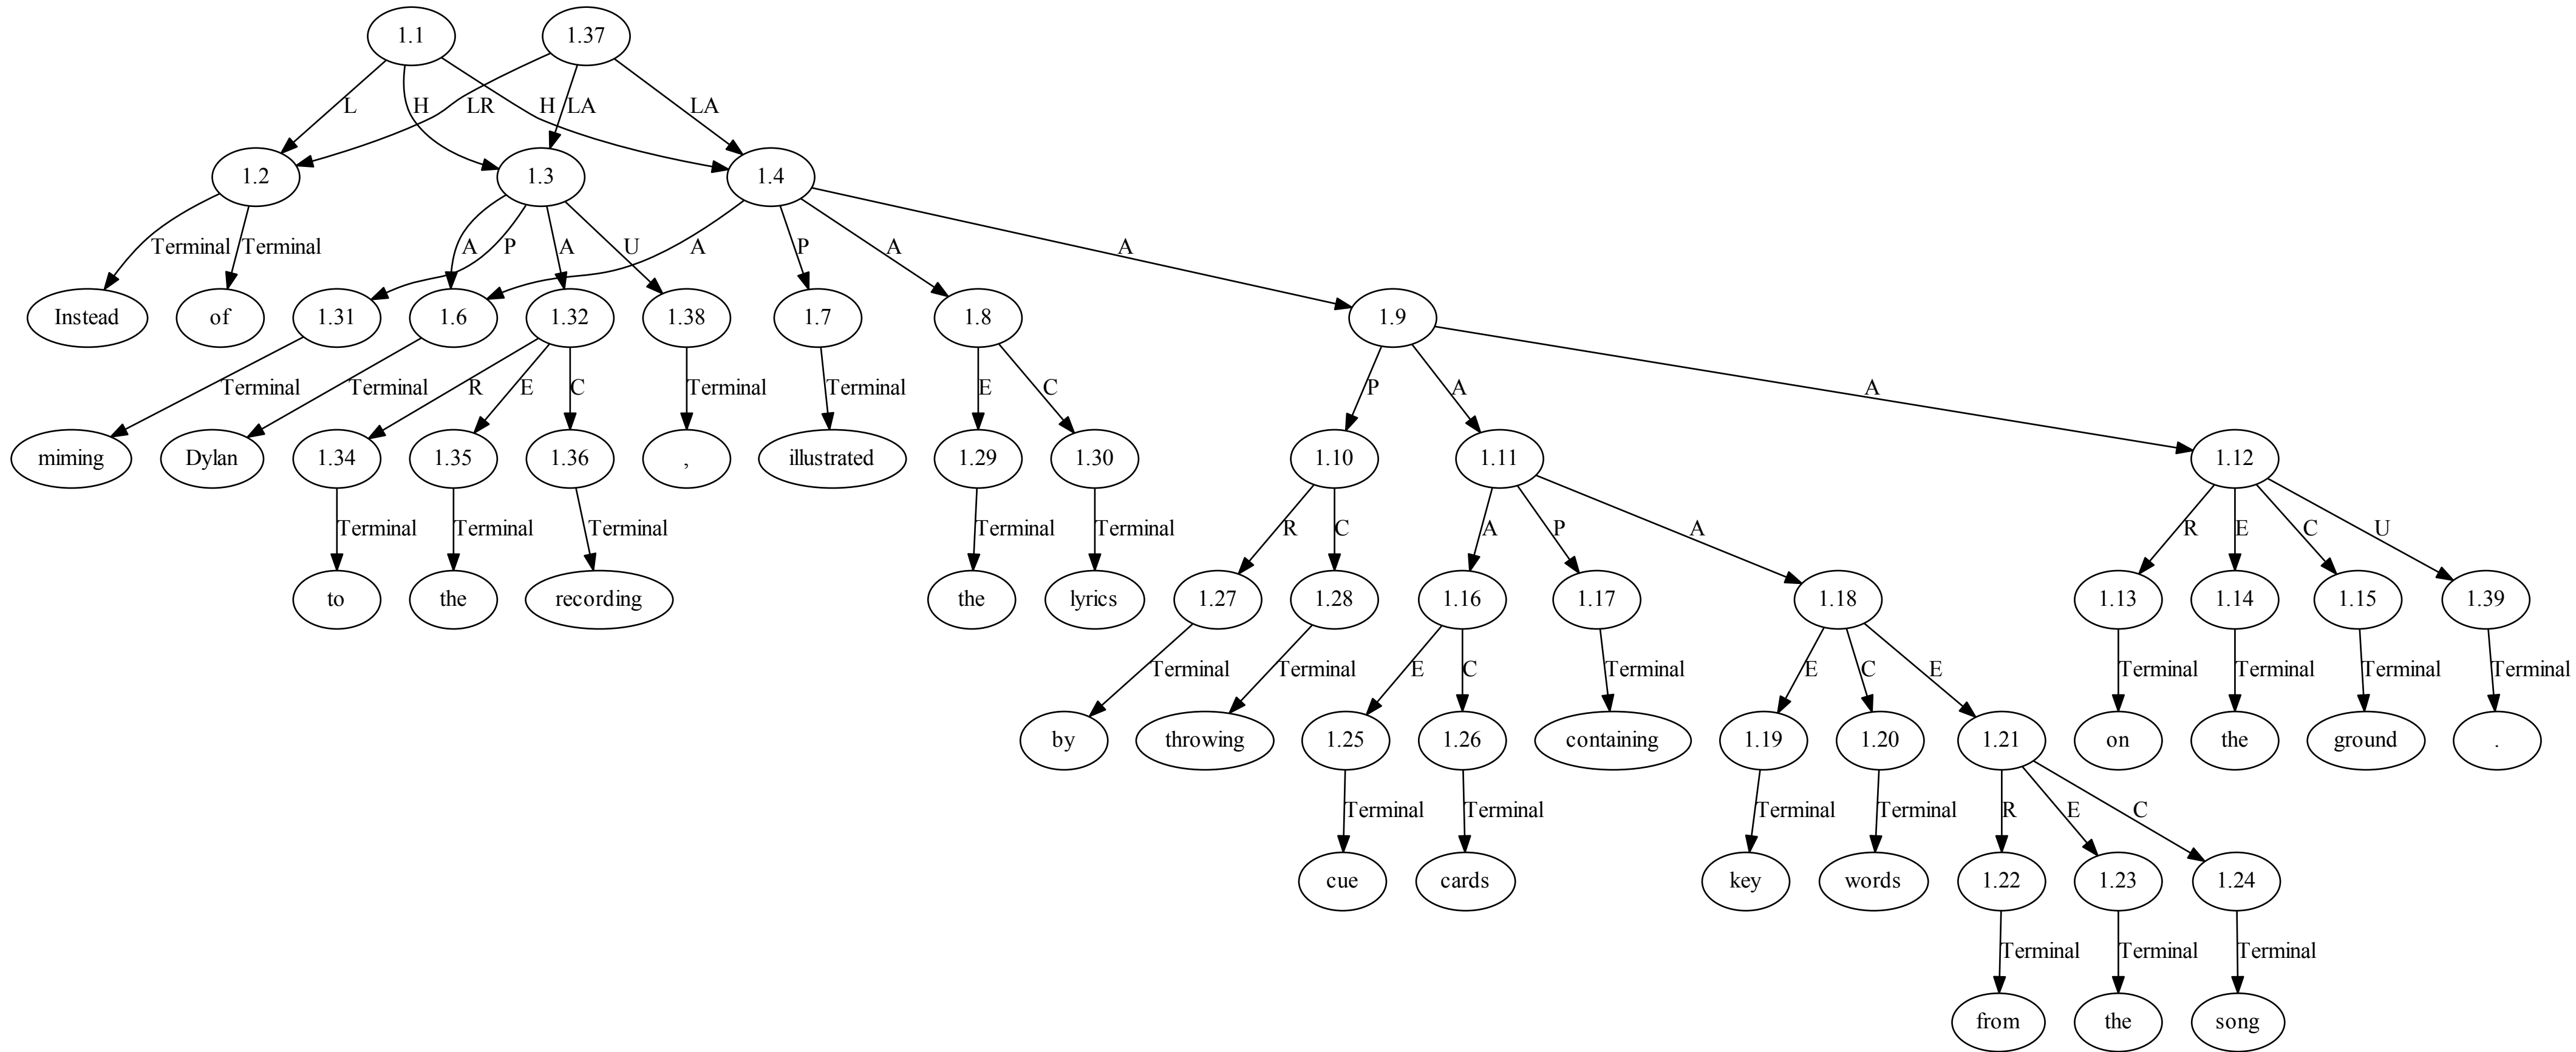 1.1 1.37
L H LR H LA LA
1.2 1.3 1.4
Terminal Terminal A P A U A P A A
Instead of 1.31 1.6 1.32 1.38 1.7 1.8 1.9
Terminal Terminal R E C Terminal Terminal E C P A A
miming Dylan 1.34 1.35 1.36 , illustrated 1.29 1.30 1.10 1.11 1.12
Terminal Terminal Terminal Terminal Terminal R C A P A R E C U
to the recording the lyrics 1.27 1.28 1.16 1.17 1.18 1.13 1.14 1.15 1.39
Terminal Terminal E C Terminal E C E Terminal Terminal Terminal Terminal
by throwing 1.25 1.26 containing 1.19 1.20 1.21 on the ground .
Terminal Terminal Terminal Terminal R E C
cue cards key words 1.22 1.23 1.24
Terminal Terminal Terminal
from the song